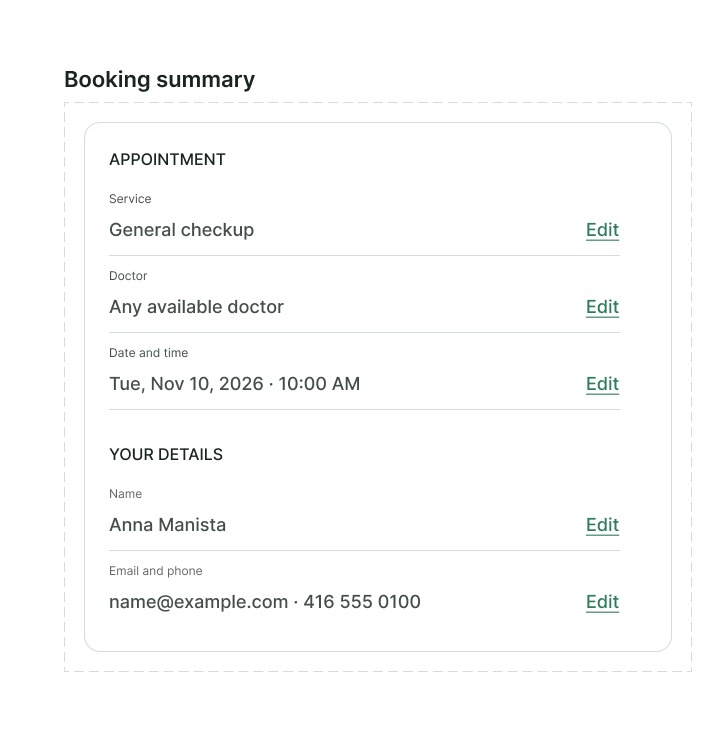 Booking summary
APPOINTMENT
Service
General checkup
Edit
Doctor
Any available doctor
Edit
Date and time
Tue, Nov 10, 2026 · 10:00 AM
Edit
YOUR DETAILS
Name
Anna Manista
Edit
Email and phone
name@example.com · 416 555 0100
Edit